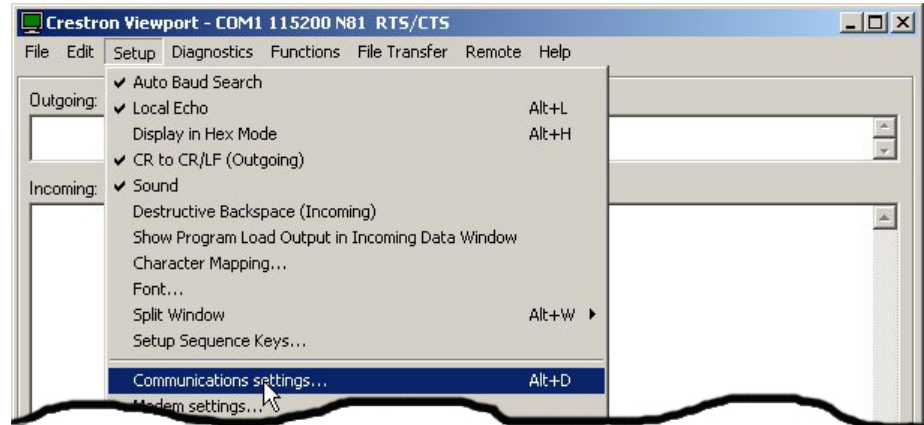 Crestron Viewport - COM1 115200 N81 RTS/CTS
File Edit Setup Diagnostics Functions File Transfer Remote Help
Auto Baud Search
Outgoing:
Local Echo Alt+L
Display in Hex Mode Alt+H
CR to CR/LF (Outgoing)
Incoming:
Sound
Destructive Backspace (Incoming)
Show Program Load Output in Incoming Data Window
Character Mapping...
Font...
Split Window Alt+W
Setup Sequence Keys...
Communications settings... Alt+D
Modem settings...